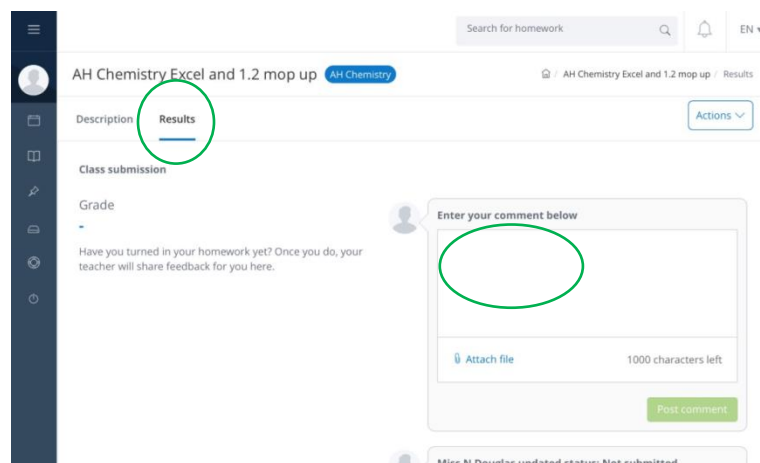 Search for homework
EN
AH Chemistry Excel and 1.2 mop up AH Chemistry
/ AH Chemistry Excel and 1.2 mop up / Results
Description Results
Actions
Class submission
Grade
-
Have you turned in your homework yet? Once you do, your
teacher will share feedback for you here.
Enter your comment below
Attach file
1000 characters left
Post comment
Miss N Douglas updated status: Not submitted